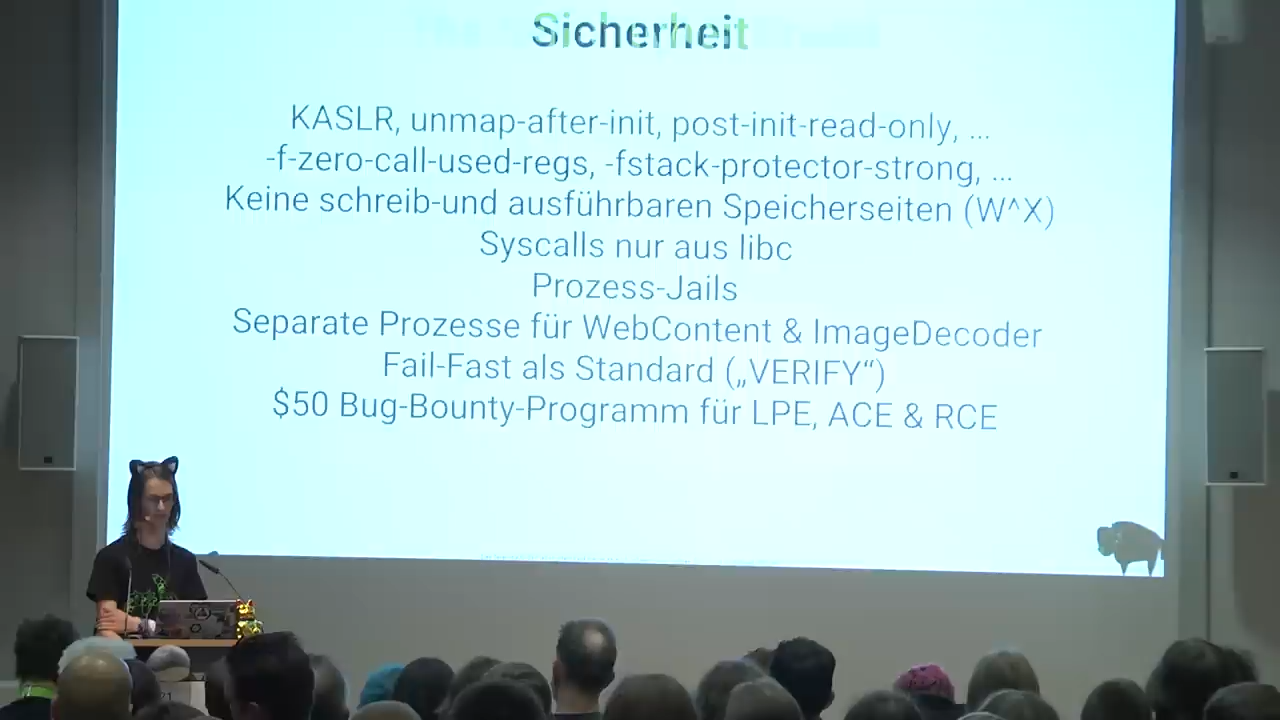 Sicherheit
KASLR, unmap-after-init, post-init-read-only, ...
-f-zero-call-used-regs, -fstack-protector-strong, ...
Keine schreib-und ausführbaren Speicherseiten (W^X)
Syscalls nur aus libc
Prozess-Jails
Separate Prozesse für WebContent & ImageDecoder
Fail-Fast als Standard („VERIFY“)
$50 Bug-Bounty-Programm für LPE, ACE & RCE
21